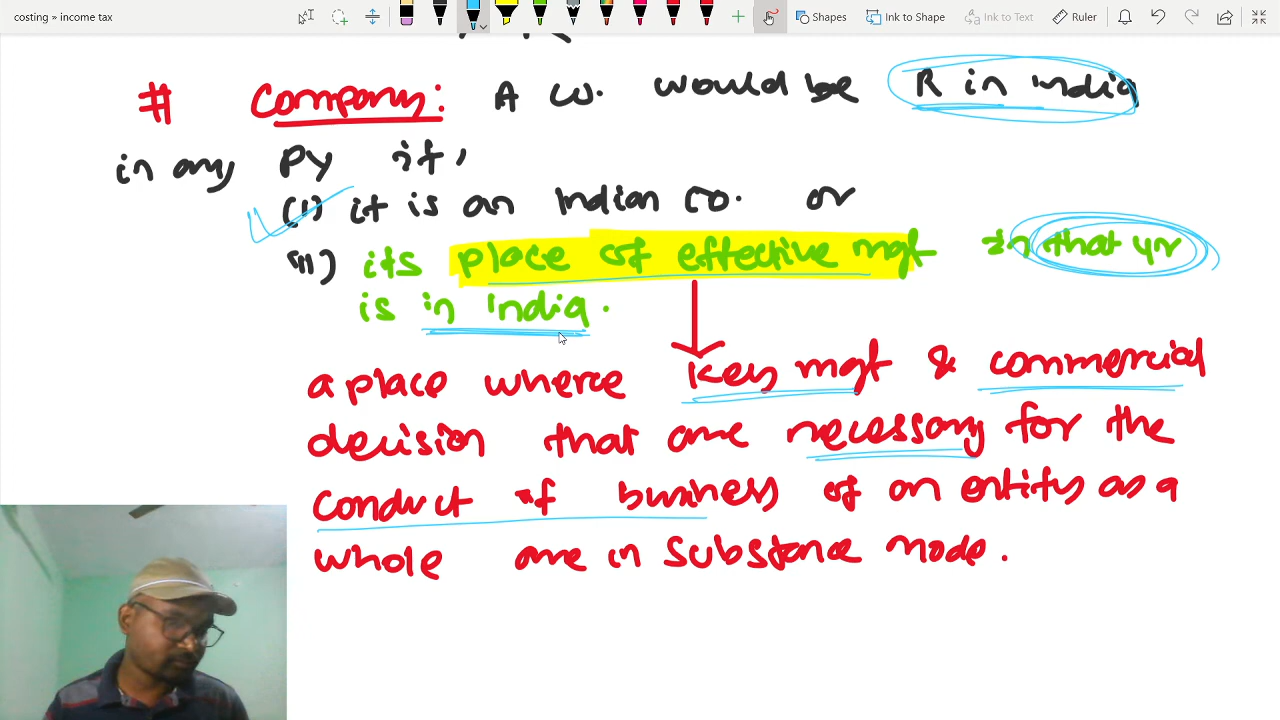 costing » income tax
Shapes Ink to Shape Ink to Text Ruler
# Company: A co. would be R in India
in any PY if,
(i) it is an Indian co. or
(ii) its place of effective mgt in that yr
is in India.
a place where key mgt & commercial
decision that are necessary for the
conduct of business of an entity as a
whole are in substance made.